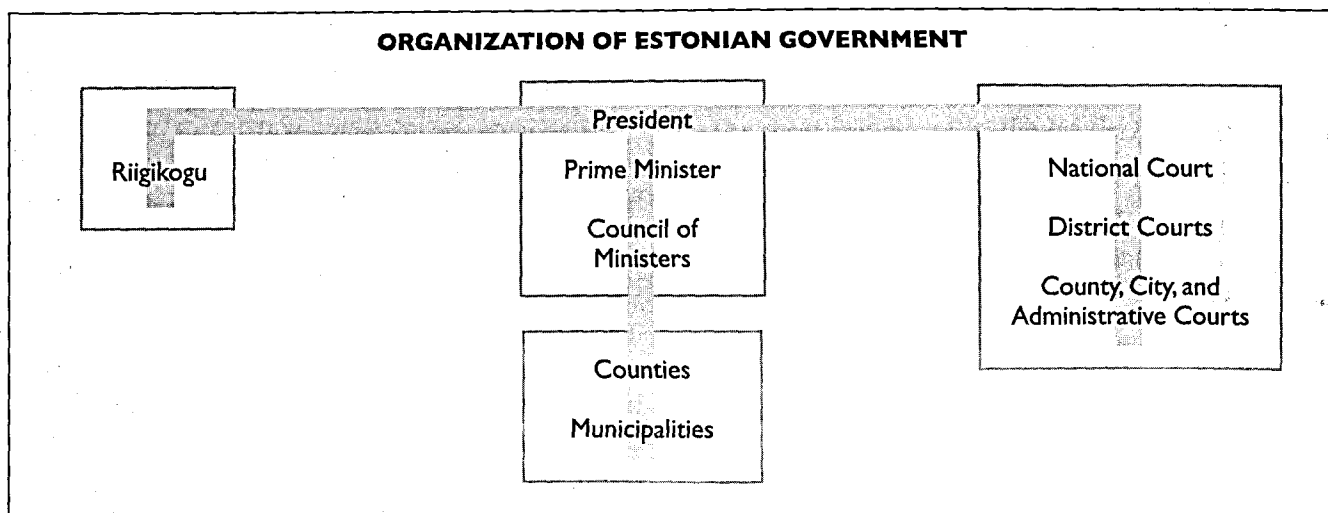 ORGANIZATION OF ESTONIAN GOVERNMENT
Riigikogu
President
Prime Minister
Council of
Ministers
Counties
Municipalities
National Court
District Courts
County, City, and
Administrative Courts